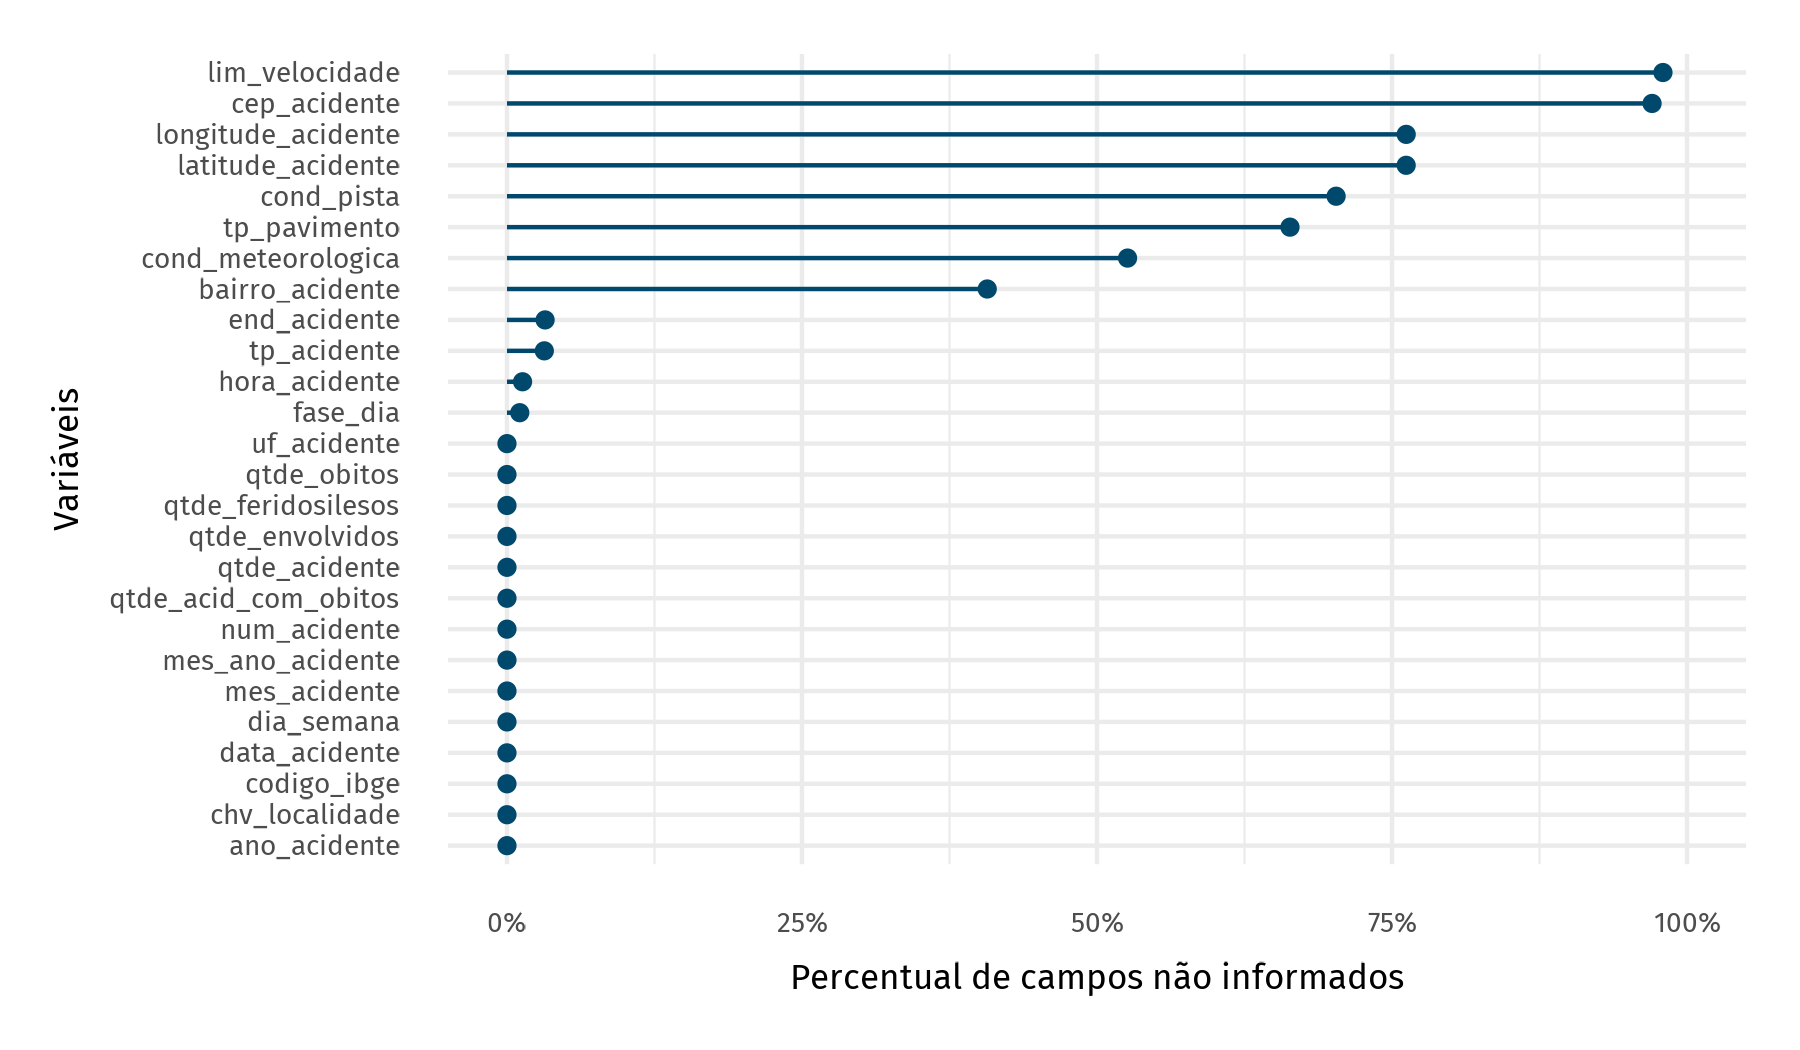 lim_velocidade
cep_acidente
longitude_acidente
latitude_acidente
cond_pista
tp_pavimento
cond_meteorologica
bairro_acidente
end_acidente
tp_acidente
hora_acidente
fase_dia
uf_acidente
qtde_obitos
qtde_feridosilesos
qtde_envolvidos
qtde_acidente
qtde_acid_com_obitos
num_acidente
mes_ano_acidente
mes_acidente
dia_semana
data_acidente
codigo_ibge
chv_localidade
ano_acidente
Variáveis
0% 25% 50% 75% 100%
Percentual de campos não informados